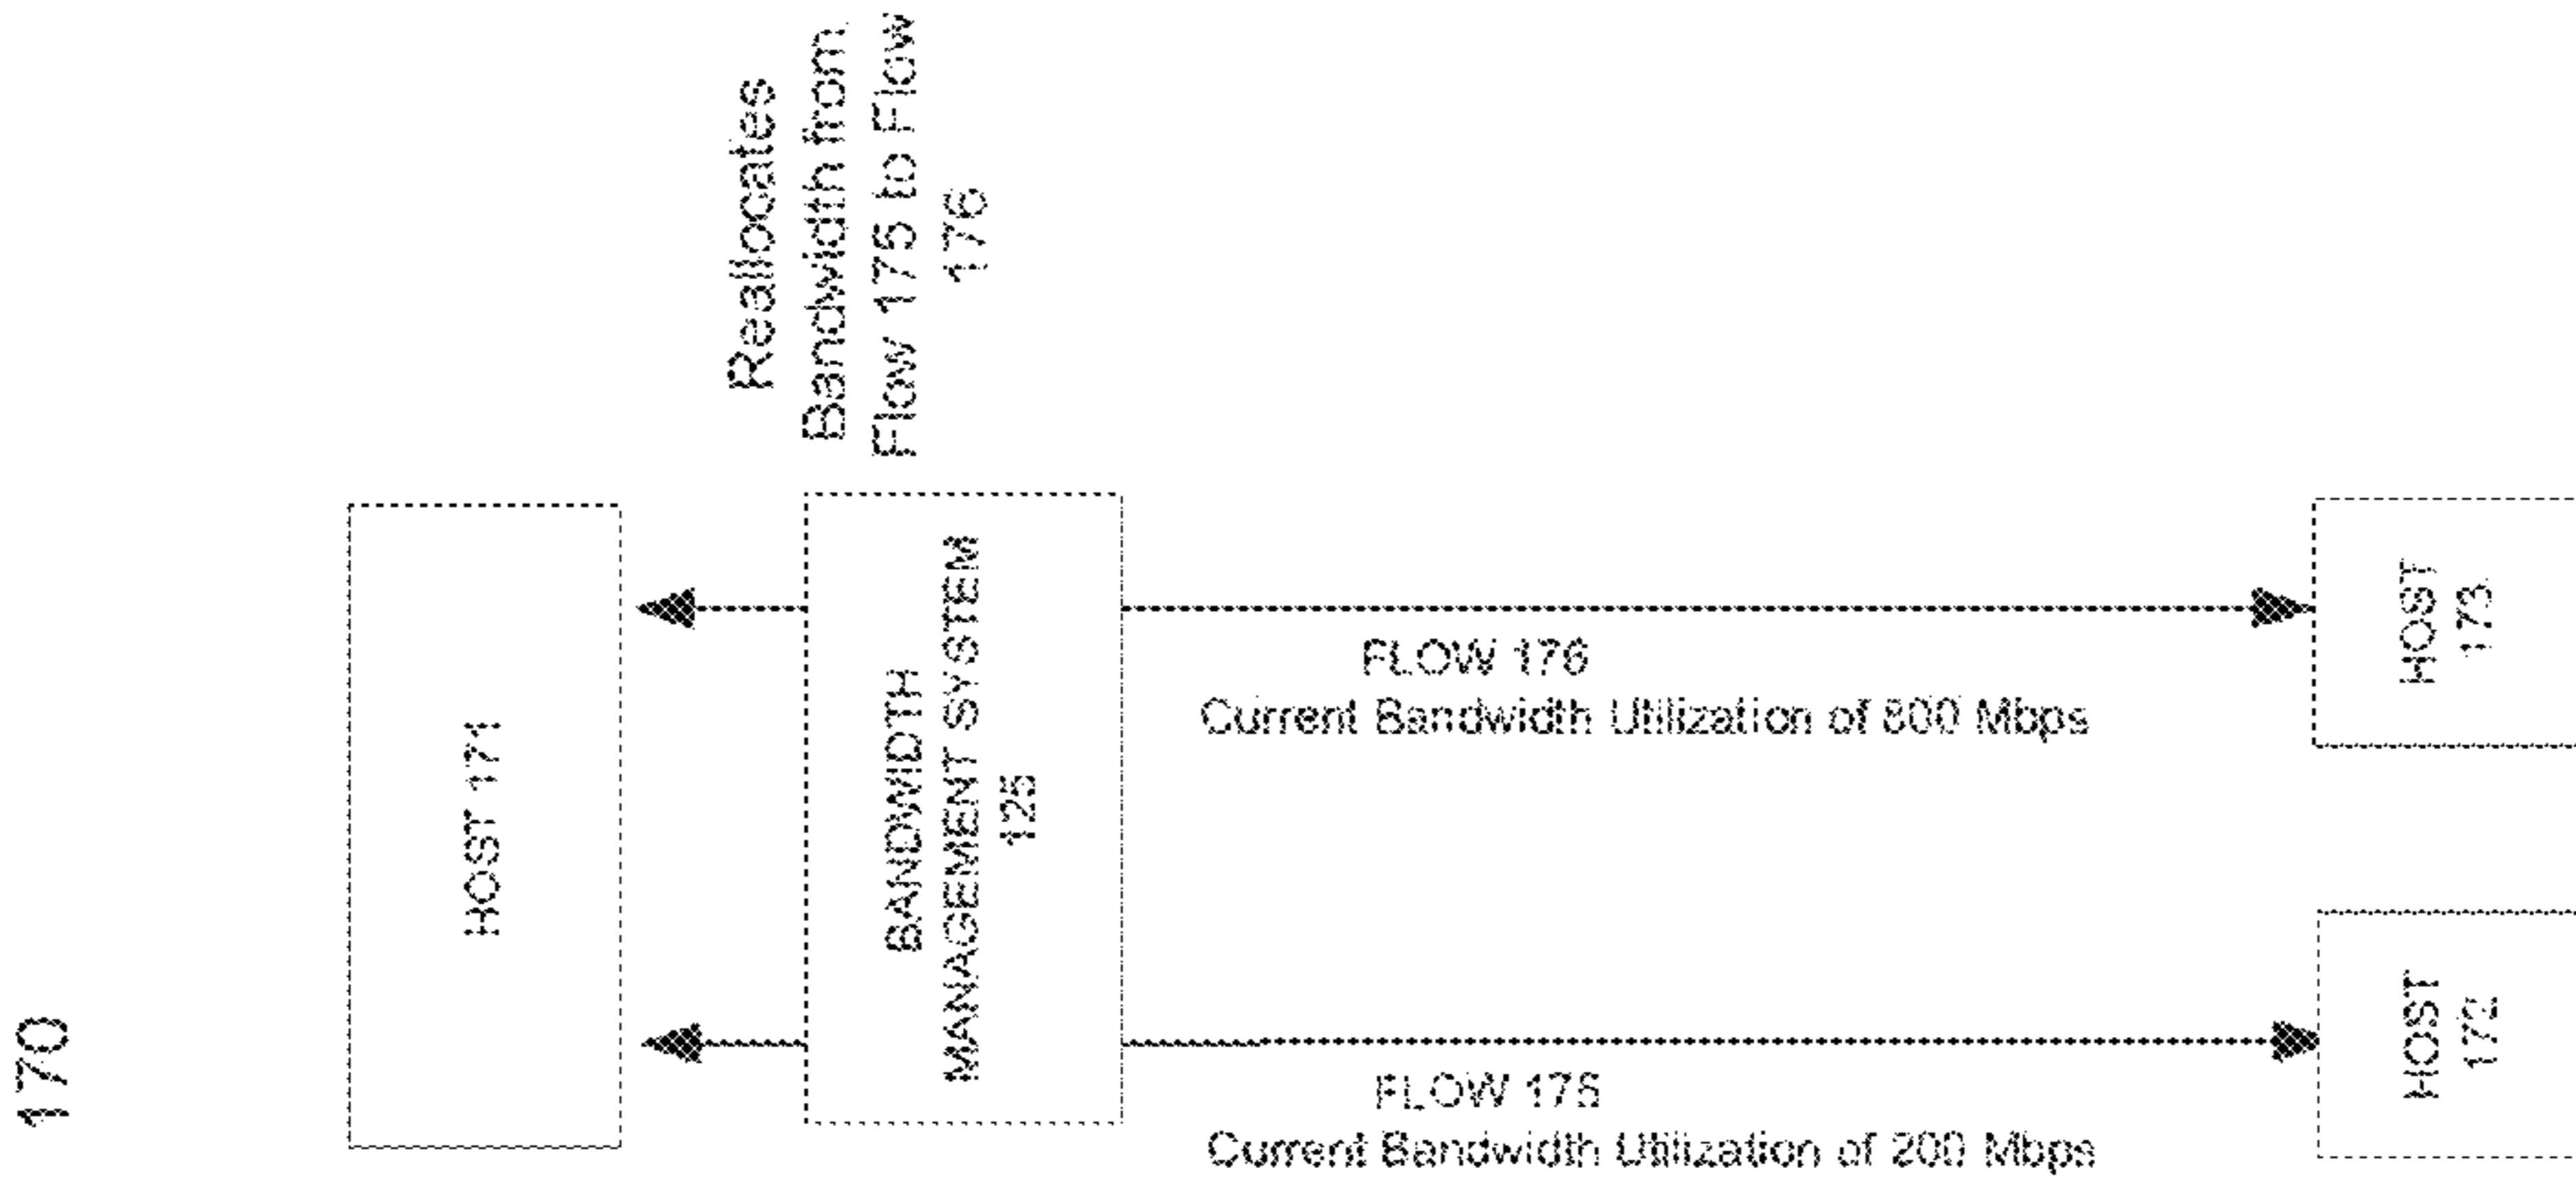 170
HOST 171
BANDWIDTH
MANAGEMENT SYSTEM
125
Reallocates
Bandwidth from
Flow 175 to Flow
176
FLOW 175
Current Bandwidth Utilization of 200 Mbps
FLOW 176
Current Bandwidth Utilization of 800 Mbps
HOST
172
HOST
173